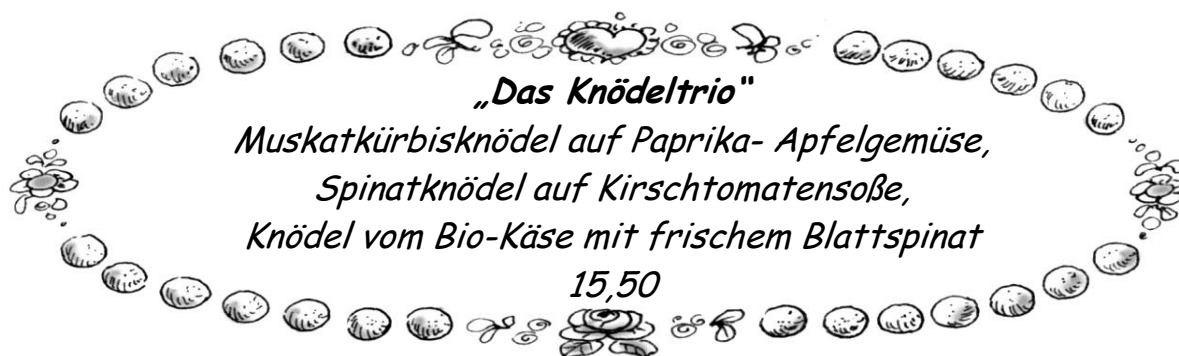 „Das Knödeltrio“
Muskatkürbisknödel auf Paprika- Apfelgemüse,
Spinatknödel auf Kirschtomatensoße,
Knödel vom Bio-Käse mit frischem Blattspinat
15,50